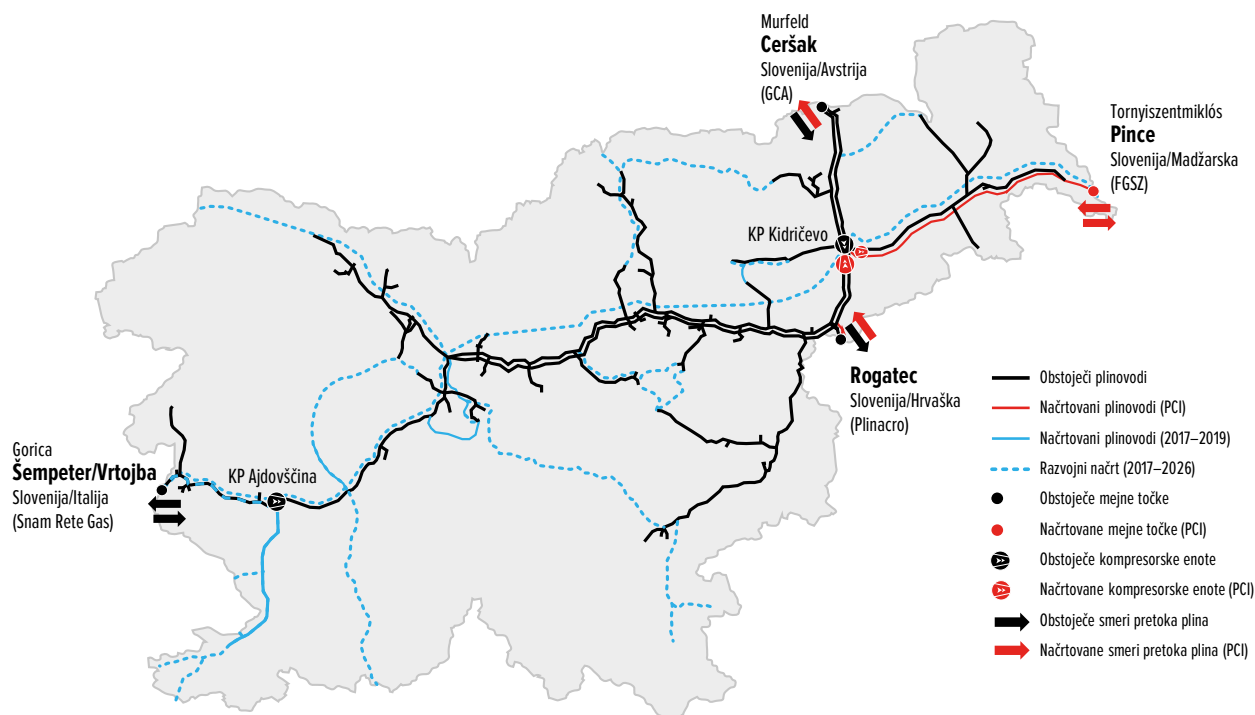 Murfeld
Ceršak
Slovenija/Avstrija
(GCA)
Tornyiszentmiklós
Pince
Slovenija/Madžarska
(FGSZ)
KP Kidričevo
Rogatec
Slovenija/Hrvaška
(Plinacro)
Gorica
Šempeter/Vrtojba
Slovenija/Italija
(Snam Rete Gas)
KP Ajdovščina
Obstoječi plinovodi
Načrtovani plinovodi (PCI)
Načrtovani plinovodi (2017–2019)
Razvojni načrt (2017–2026)
Obstoječe mejne točke
Načrtovane mejne točke (PCI)
Obstoječe kompresorske enote
Načrtovane kompresorske enote (PCI)
Obstoječe smeri pretoka plina
Načrtovane smeri pretoka plina (PCI)